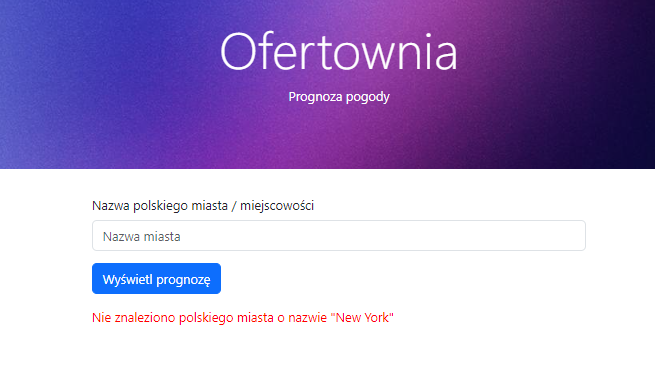 Ofertownia
Prognoza pogody
Nazwa polskiego miasta / miejscowości
Nazwa miasta
Wyświetl prognozę
Nie znaleziono polskiego miasta o nazwie "New York"